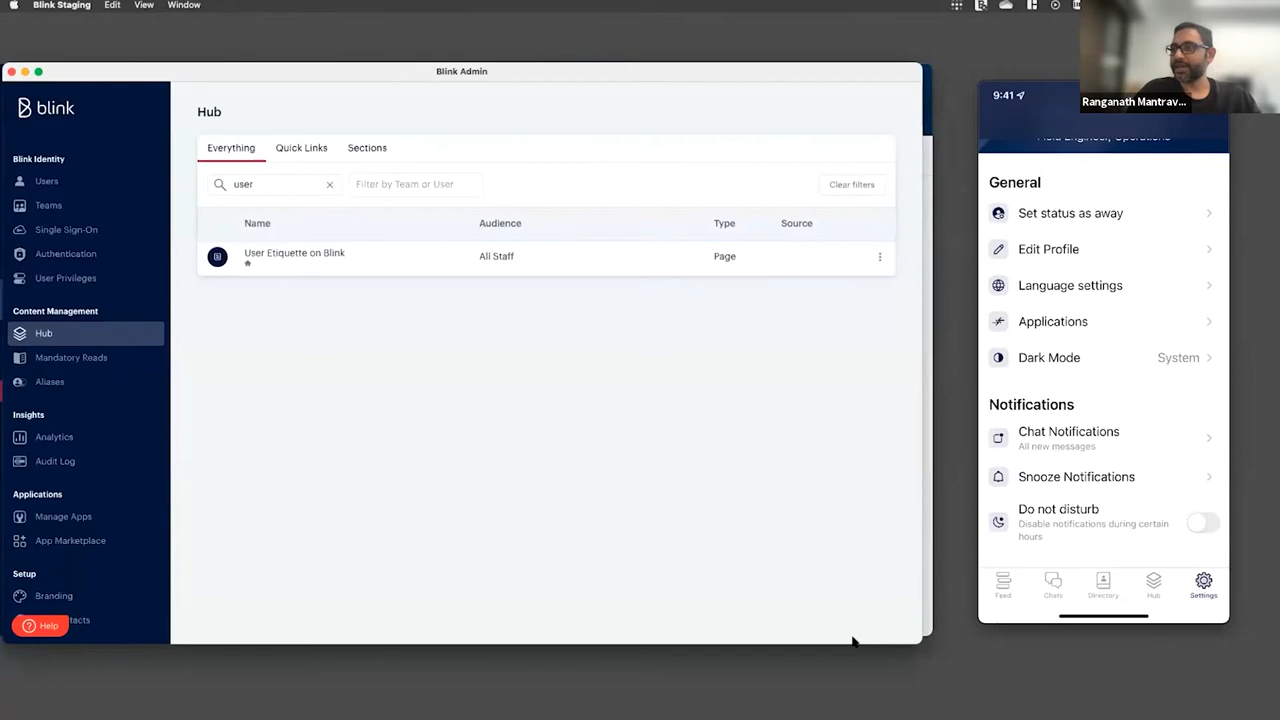 Blink Staging Edit View Window
Blink Admin
blink
Blink Identity
Users
Teams
Single Sign-On
Authentication
User Privileges
Content Management
Hub
Mandatory Reads
Aliases
Insights
Analytics
Audit Log
Applications
Manage Apps
App Marketplace
Setup
Branding
tacts
Help
Hub
Everything Quick Links Sections
user Filter by Team or User Clear filters
Name Audience Type Source
User Etiquette on Blink All Staff Page
9:41
Field Engineer, Operations
General
Set status as away
Edit Profile
Language settings
Applications
Dark Mode System
Notifications
Chat Notifications
All new messages
Snooze Notifications
Do not disturb
Disable notifications during certain
hours
Feed Chats Directory Hub Settings
Ranganath Mantrav...